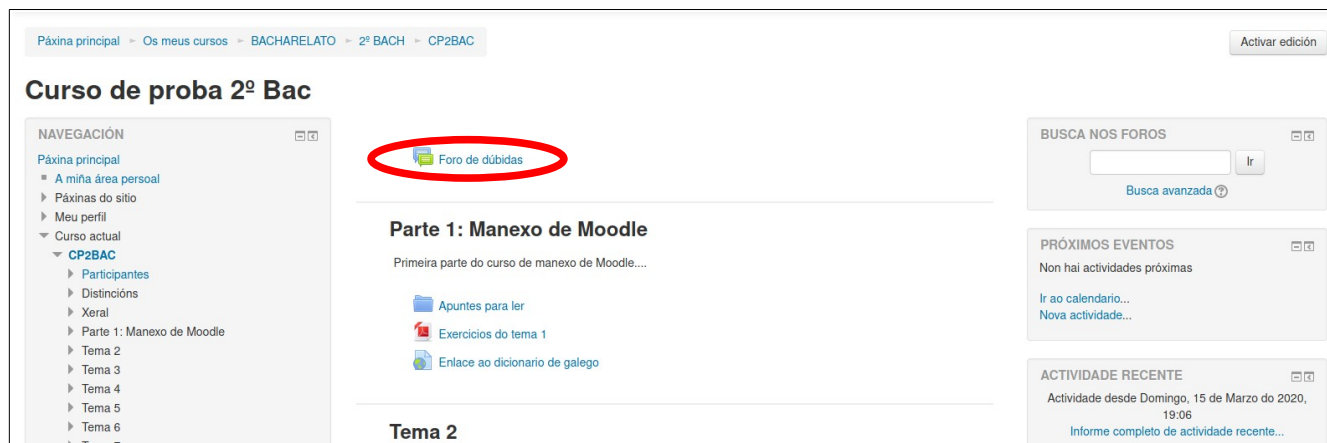 Páxina principal ► Os meus cursos ► BACHARELATO ► 2º BACH ► CP2BAC
Activar edición
Curso de proba 2º Bac
NAVEGACIÓN
Páxina principal
A miña área persoal
Páxinas do sitio
Meu perfil
Curso actual
CP2BAC
Participantes
Distincións
Xeral
Parte 1: Manexo de Moodle
Tema 2
Tema 3
Tema 4
Tema 5
Tema 6
Foro de dúbidas
Parte 1: Manexo de Moodle
Primeira parte do curso de manexo de Moodle....
Apuntes para ler
Exercicios do tema 1
Enlace ao dicionario de galego
Tema 2
BUSCA NOS FOROS
Ir
Busca avanzada
PRÓXIMOS EVENTOS
Non hai actividades próximas
Ir ao calendario...
Nova actividade...
ACTIVIDADE RECENTE
Actividade desde Domingo, 15 de Marzo do 2020,
19:06
Informe completo de actividade recente...